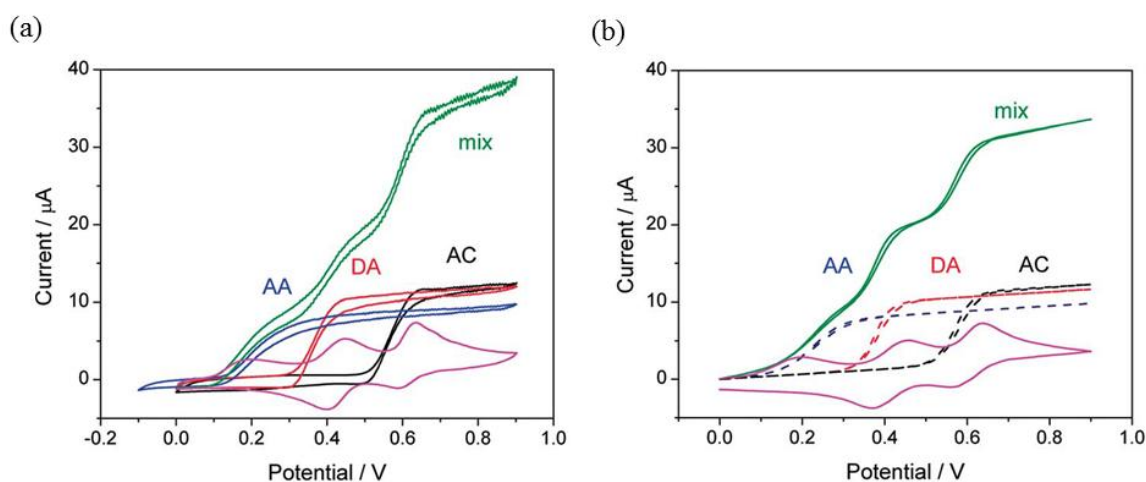 (a)
(b)
40
30
20
10
0
Current / μA
mix
AA
DA
AC
-0.2
0.0
0.2
0.4
0.6
0.8
1.0
Potential / V
40
30
20
10
0
Current / μA
mix
AA
DA
AC
0.0
0.2
0.4
0.6
0.8
1.0
Potential / V